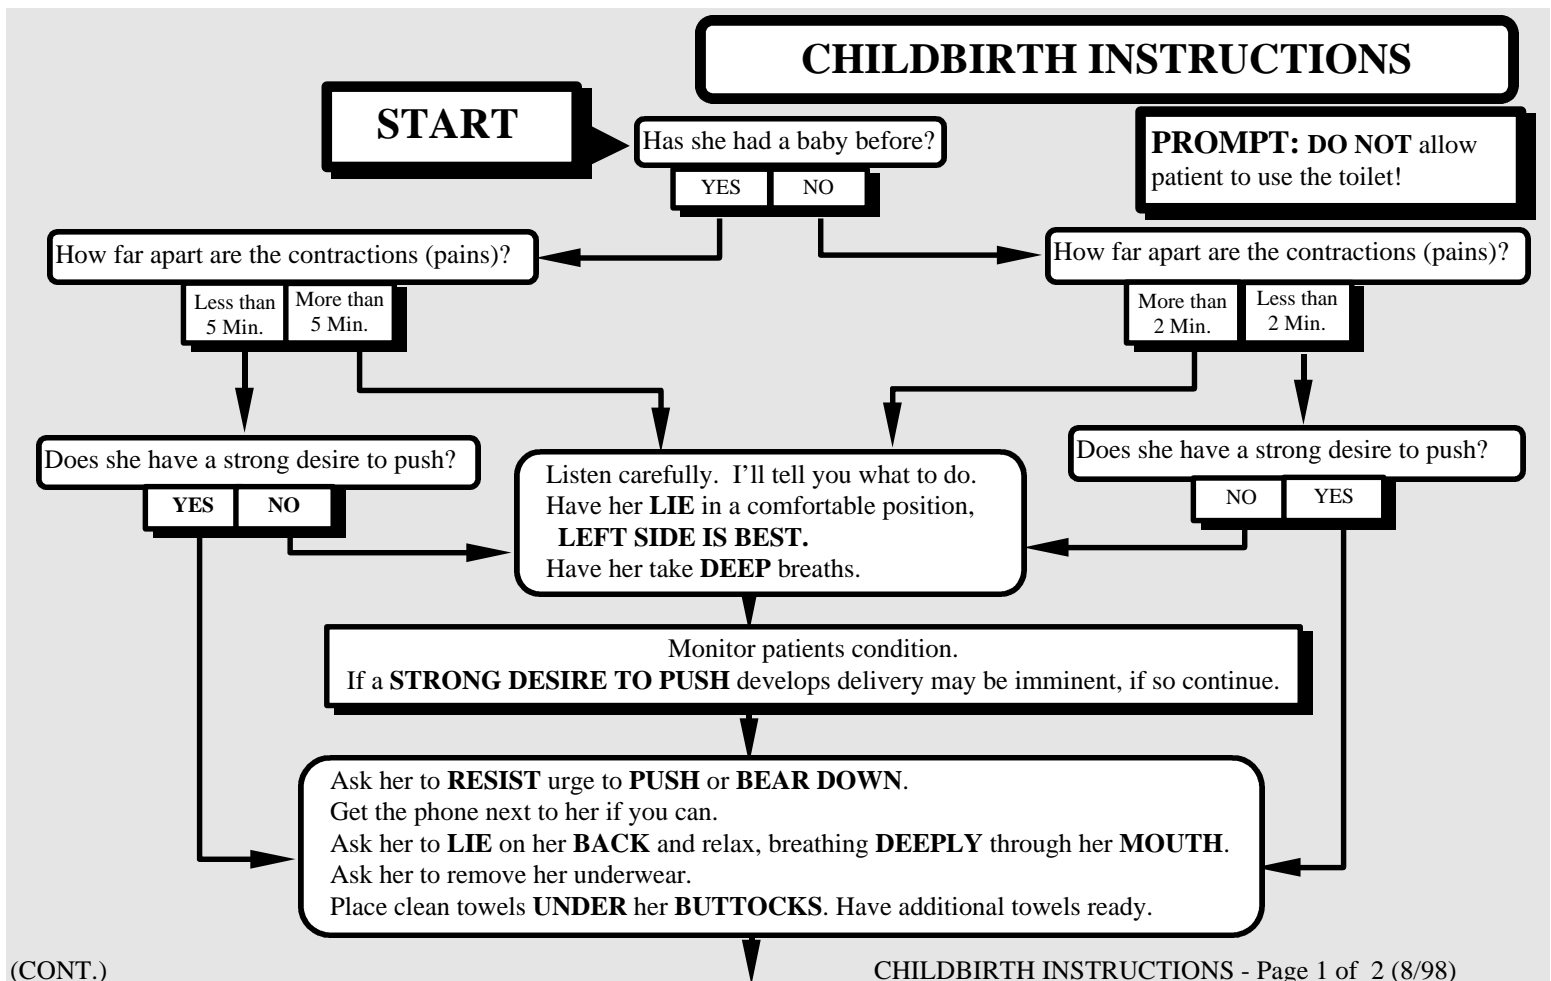 CHILDBIRTH INSTRUCTIONS
START
Has she had a baby before?
YES
NO
PROMPT: DO NOT allow
patient to use the toilet!
How far apart are the contractions (pains)?
Less than
5 Min.
More than
5 Min.
How far apart are the contractions (pains)?
More than
2 Min.
Less than
2 Min.
Does she have a strong desire to push?
YES
NO
Does she have a strong desire to push?
NO
YES
Listen carefully. I'll tell you what to do.
Have her LIE in a comfortable position,
LEFT SIDE IS BEST.
Have her take DEEP breaths.
Monitor patients condition.
If a STRONG DESIRE TO PUSH develops delivery may be imminent, if so continue.
Ask her to RESIST urge to PUSH or BEAR DOWN.
Get the phone next to her if you can.
Ask her to LIE on her BACK and relax, breathing DEEPLY through her MOUTH.
Ask her to remove her underwear.
Place clean towels UNDER her BUTTOCKS. Have additional towels ready.
(CONT.)
CHILDBIRTH INSTRUCTIONS - Page 1 of 2 (8/98)